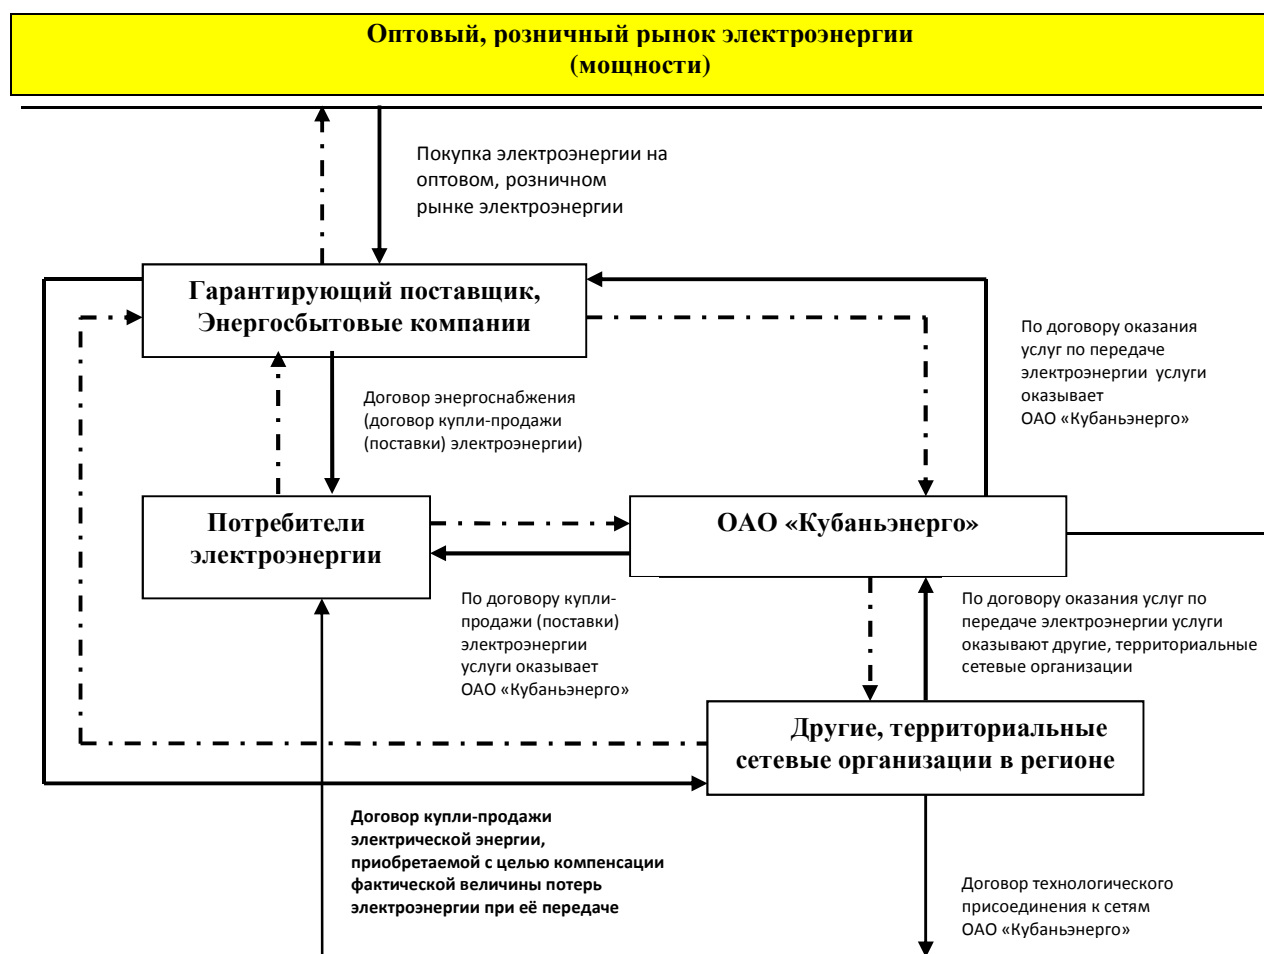 Оптовый, розничный рынок электроэнергии
(мощности)
Покупка электроэнергии на
оптовом, розничном
рынке электроэнергии
Гарантирующий поставщик,
Энергосбытовые компании
По договору оказания
услуг по передаче
электроэнергии услуги
оказывает
ОАО «Кубаньэнерго»
Договор энергоснабжения
(договор купли-продажи
(поставки) электроэнергии)
Потребители
электроэнергии
ОАО «Кубаньэнерго»
По договору купли-
продажи (поставки)
электроэнергии
услуги оказывает
ОАО «Кубаньэнерго»
По договору оказания услуг по
передаче электроэнергии услуги
оказывают другие, территориальные
сетевые организации
Другие, территориальные
сетевые организации в регионе
Договор купли-продажи
электрической энергии,
приобретаемой с целью компенсации
фактической величины потерь
электроэнергии при её передаче
Договор технологического
присоединения к сетям
ОАО «Кубаньэнерго»